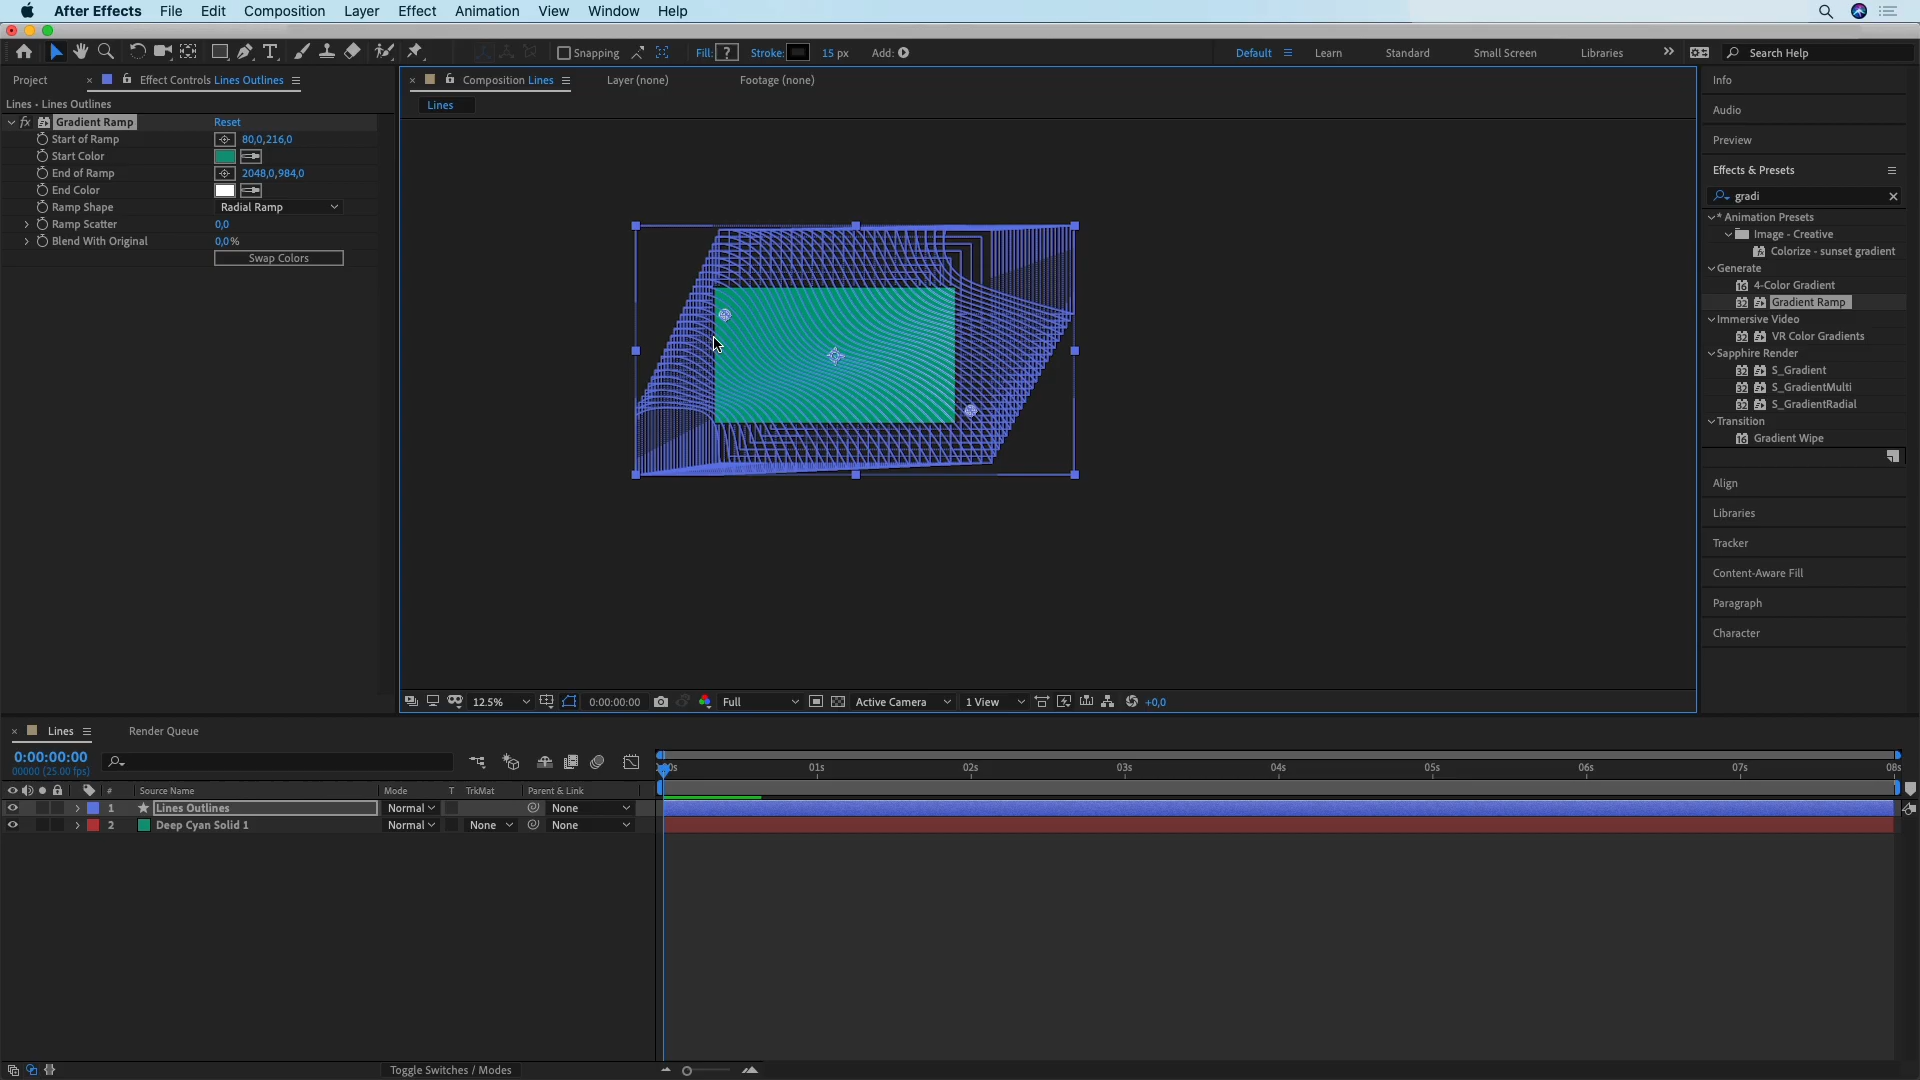 After Effects File Edit Composition Layer Effect Animation View Window Help
Snapping Fill: ? Stroke: 15 px Add: Default Learn Standard Small Screen Libraries Search Help
Project Effect Controls Lines Outlines
Lines • Lines Outlines
fx Gradient Ramp Reset
Start of Ramp 80,0,216,0
Start Color
End of Ramp 2048,0,984,0
End Color
Ramp Shape Radial Ramp
Ramp Scatter 0,0
Blend With Original 0,0%
Swap Colors
Composition Lines Layer (none) Footage (none)
Lines
12.5% 0:00:00:00 Full Active Camera 1 View +0,0
Info
Audio
Preview
Effects & Presets
gradi
* Animation Presets
Image - Creative
Colorize - sunset gradient
Generate
16 4-Color Gradient
32 Gradient Ramp
Immersive Video
32 VR Color Gradients
Sapphire Render
32 S_Gradient
32 S_GradientMulti
32 S_GradientRadial
Transition
16 Gradient Wipe
Align
Libraries
Tracker
Content-Aware Fill
Paragraph
Character
Lines Render Queue
0:00:00:00
00000 (25.00 fps)
# Source Name Mode T TrkMat Parent & Link
1 Lines Outlines Normal None
2 Deep Cyan Solid 1 Normal None None
01s 02s 03s 04s 05s 06s 07s 08s
Toggle Switches / Modes